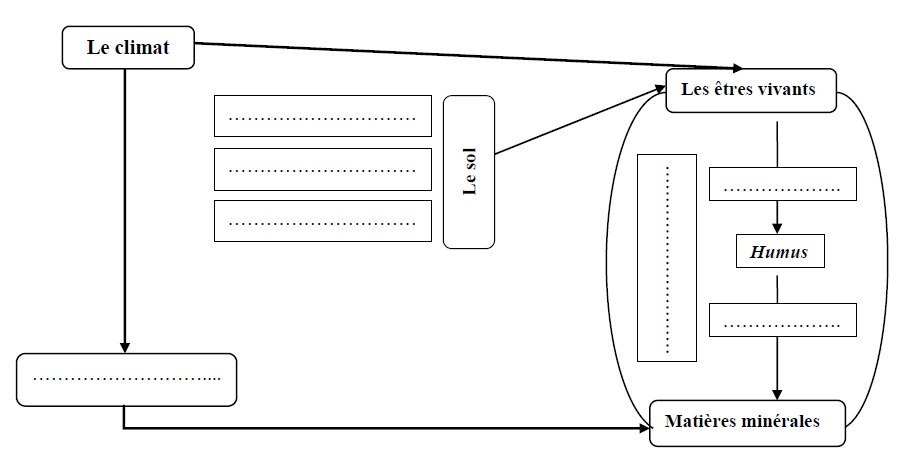 Le climat
Les êtres vivants
…………………………
Le sol
…………………………
…………………………
……………….
…………………………
Humus
……………….
………………………....
Matières minérales